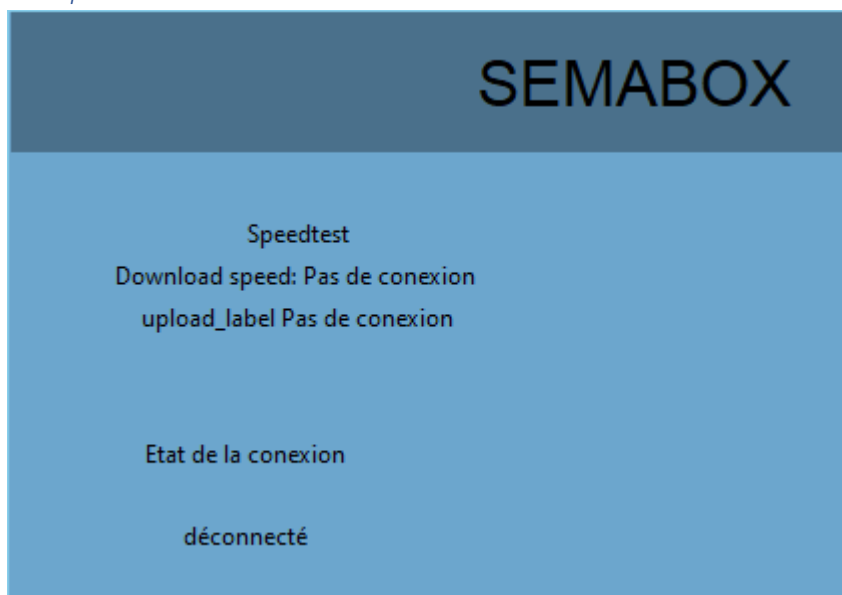 SEMABOX
Speedtest
Download speed: Pas de conexion
upload_label Pas de conexion
Etat de la conexion
déconnecté